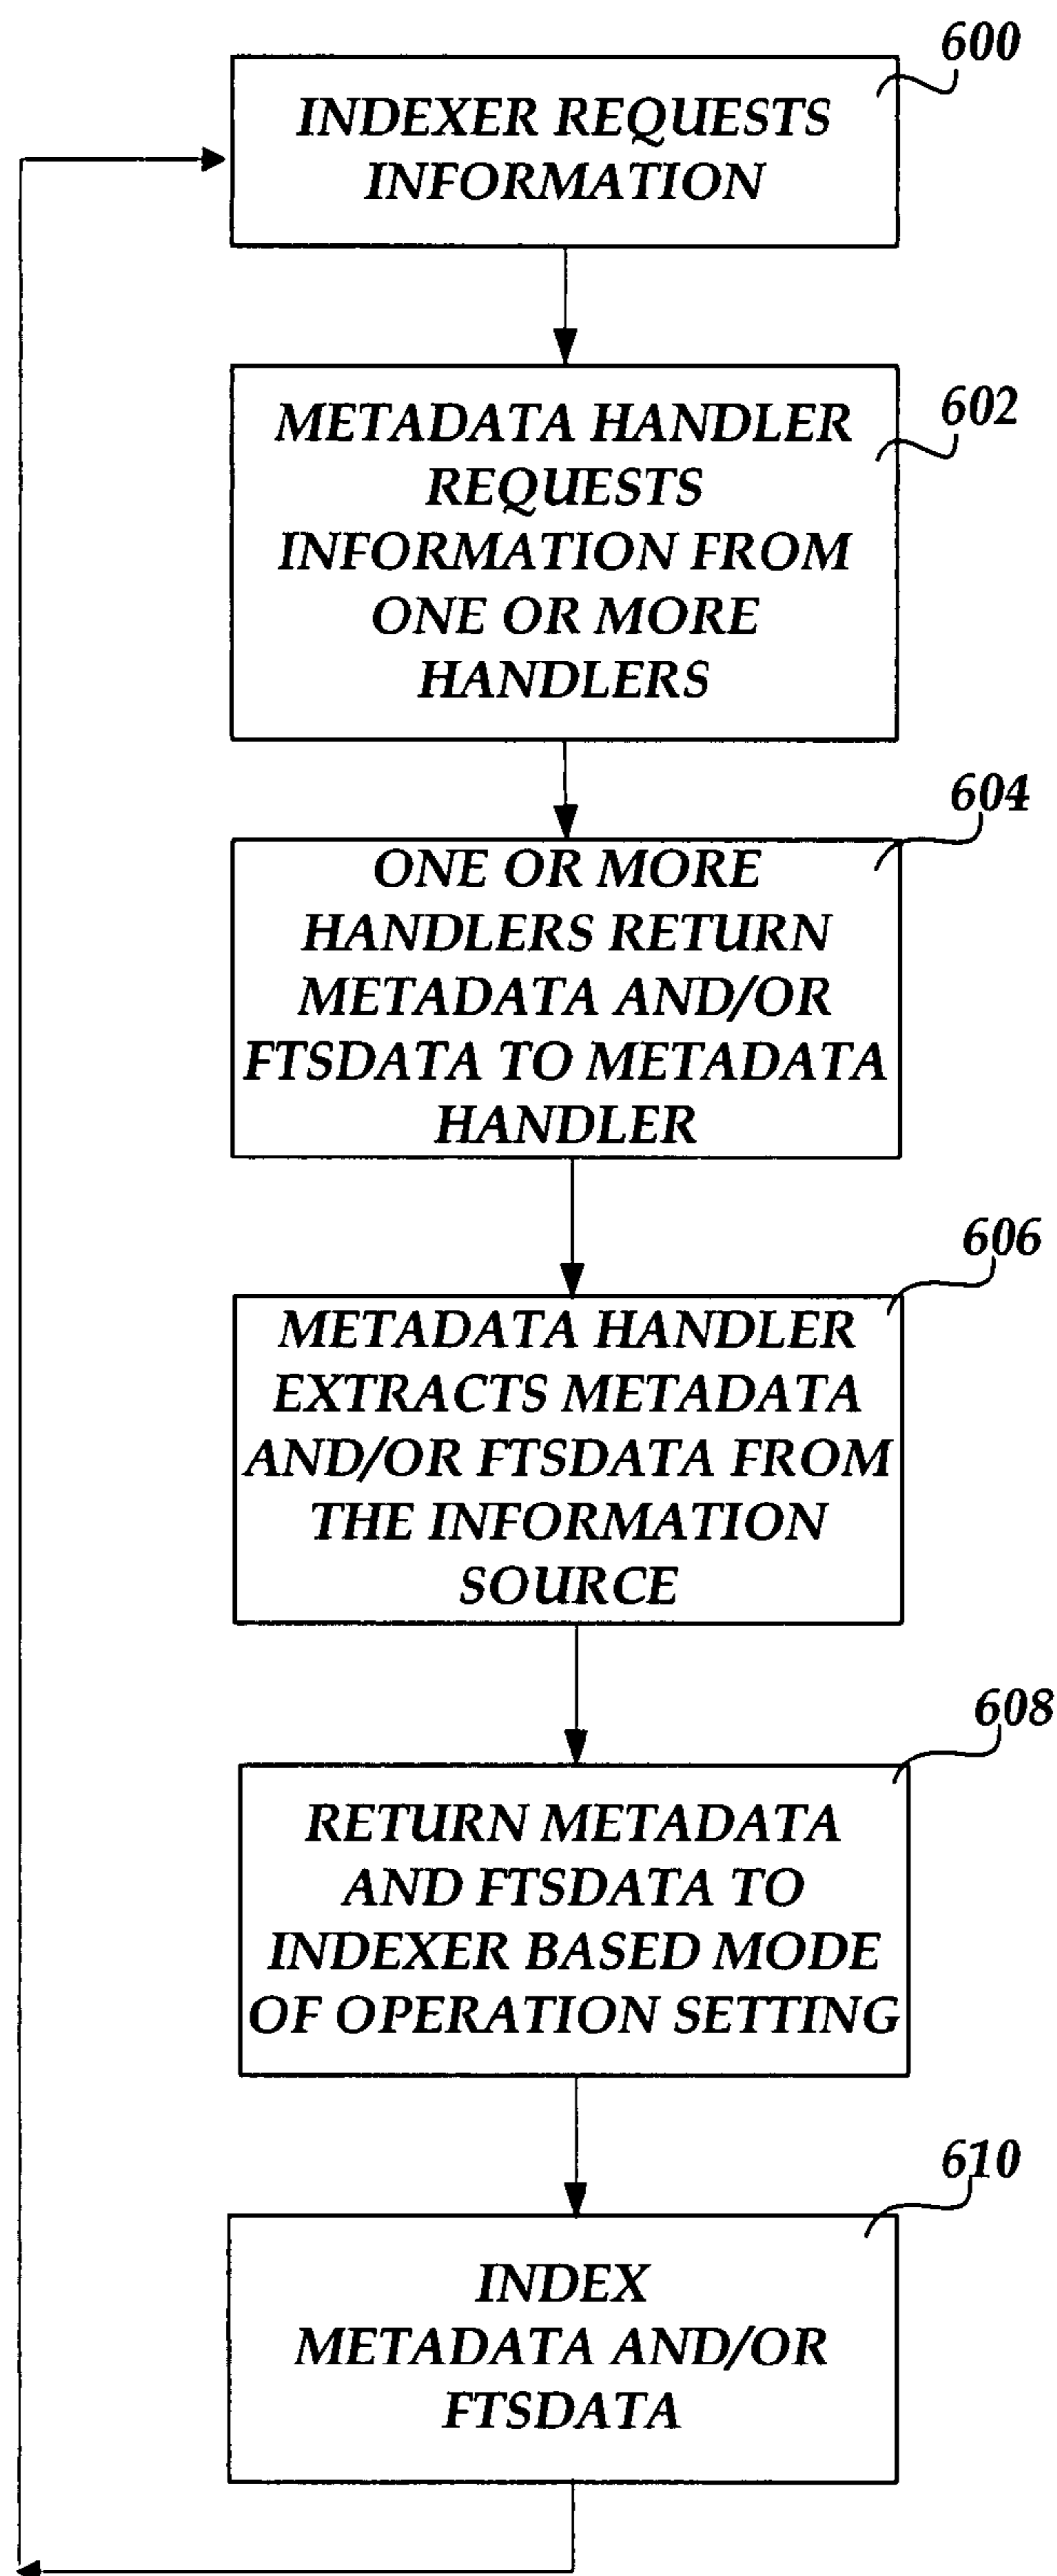 600
INDEXER REQUESTS
INFORMATION
602
METADATA HANDLER
REQUESTS
INFORMATION FROM
ONE OR MORE
HANDLERS
604
ONE OR MORE
HANDLERS RETURN
METADATA AND/OR
FTSDATA TO METADATA
HANDLER
606
METADATA HANDLER
EXTRACTS METADATA
AND/OR FTSDATA FROM
THE INFORMATION
SOURCE
608
RETURN METADATA
AND FTSDATA TO
INDEXER BASED MODE
OF OPERATION SETTING
610
INDEX
METADATA AND/OR
FTSDATA